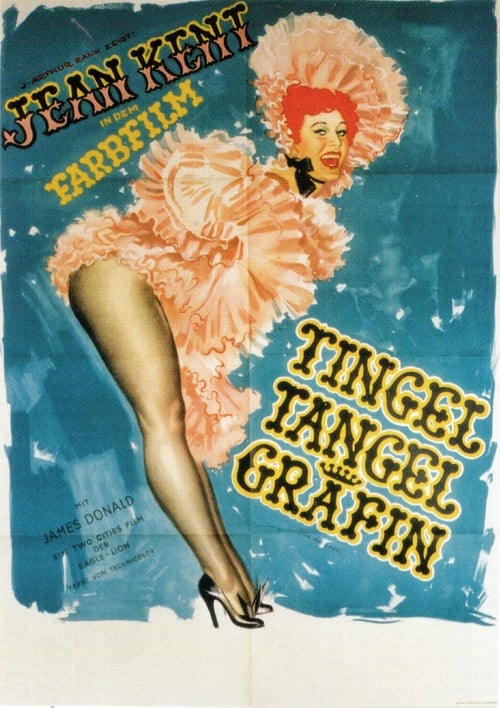 J. ARTHUR RANK ZEIGT:
JEAN KENT
IN DEM
FARBFILM
TINGEL
TANGEL
GRAFIN
MIT
JAMES DONALD
EIN TWO CITIES FILM
DER
EAGLE-LION
FARBE VON TECHNICOLOR